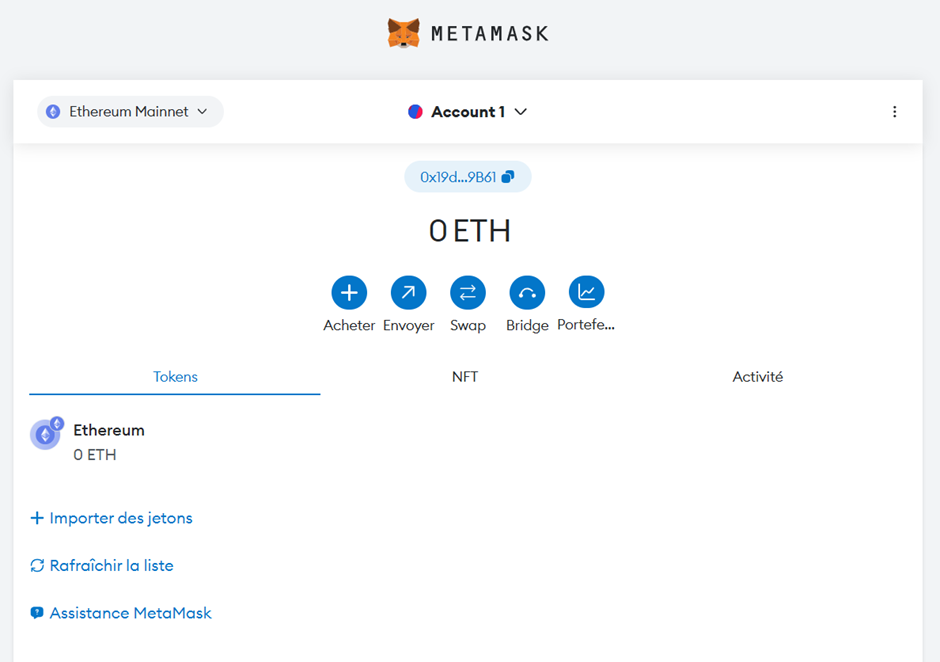 METAMASK
Ethereum Mainnet
Account 1
0x19d...9B61
0 ETH
Acheter Envoyer Swap Bridge Portefe...
Tokens NFT Activité
Ethereum
0 ETH
Importer des jetons
Rafraîchir la liste
Assistance MetaMask